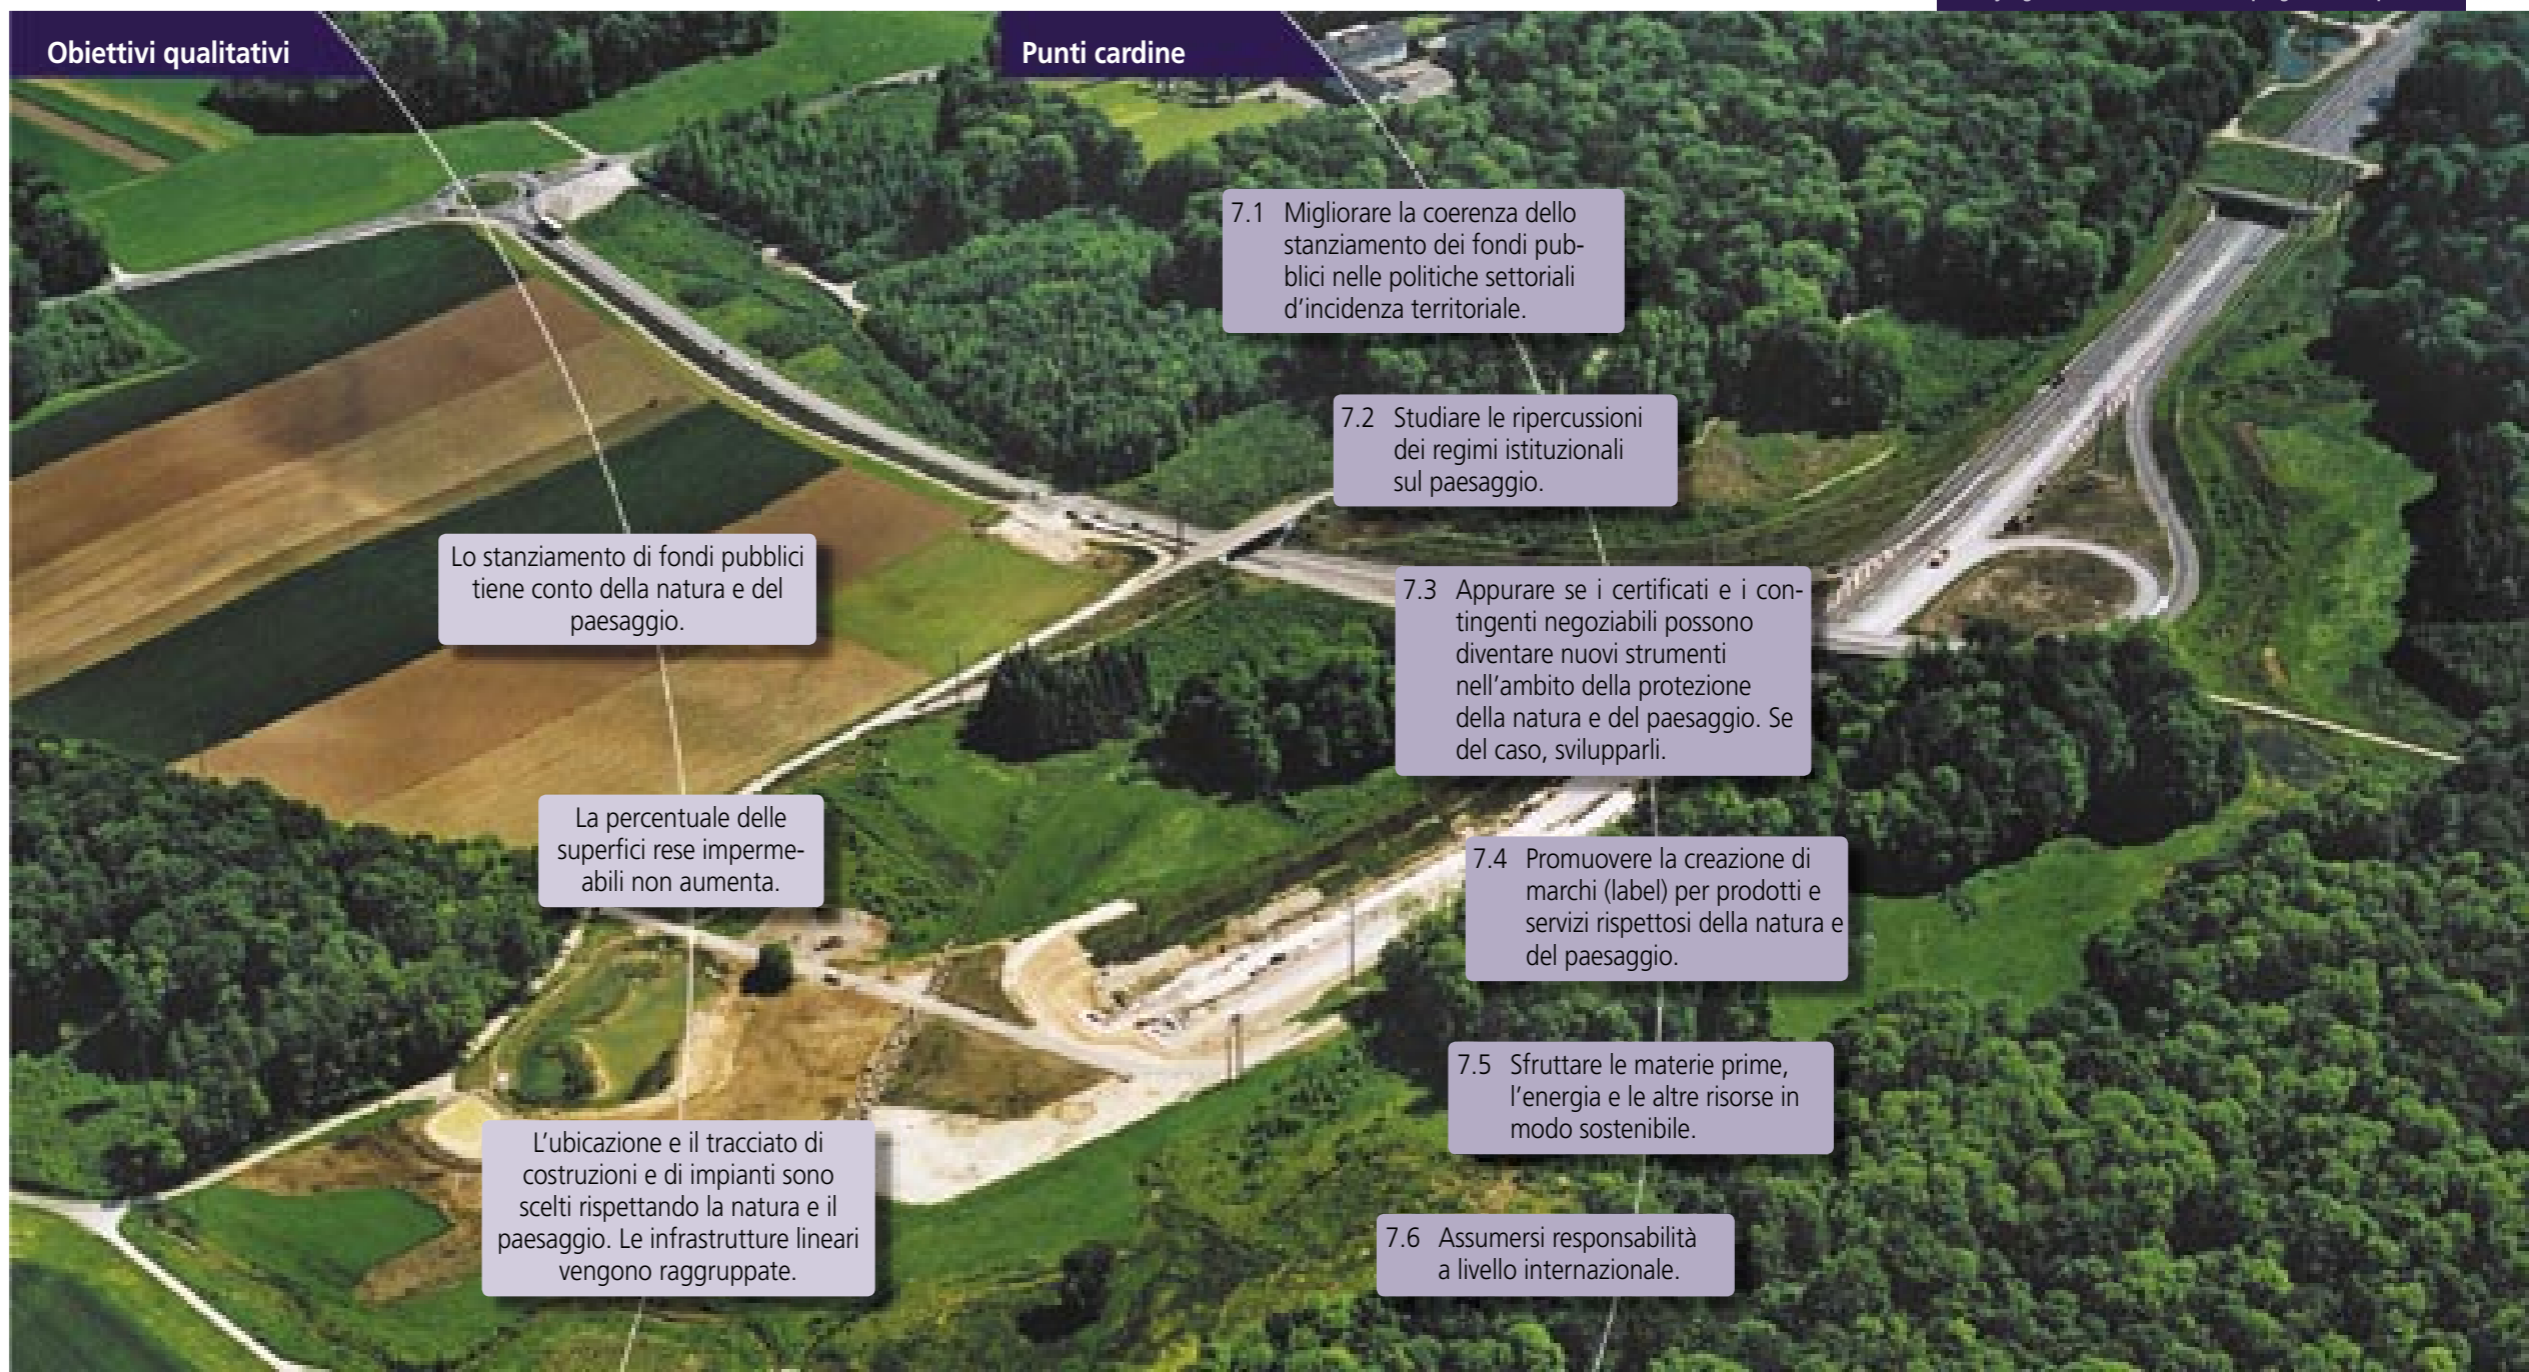 Obiettivi qualitativi
Lo stanziamento di fondi pubblici
tiene conto della natura e del
paesaggio.
La percentuale delle
superfici rese imperme-
abili non aumenta.
L'ubicazione e il tracciato di
costruzioni e di impianti sono
scelti rispettando la natura e il
paesaggio. Le infrastrutture lineari
vengono raggruppate.
Punti cardine
7.1 Migliorare la coerenza dello
stanziamento dei fondi pub-
blici nelle politiche settoriali
d'incidenza territoriale.
7.2 Studiare le ripercussioni
dei regimi istituzionali
sul paesaggio.
7.3 Appurare se i certificati e i con-
tingenti negoziabili possono
diventare nuovi strumenti
nell'ambito della protezione
della natura e del paesaggio. Se
del caso, svilupparli.
7.4 Promuovere la creazione di
marchi (label) per prodotti e
servizi rispettosi della natura e
del paesaggio.
7.5 Sfruttare le materie prime,
l'energia e le altre risorse in
modo sostenibile.
7.6 Assumersi responsabilità
a livello internazionale.